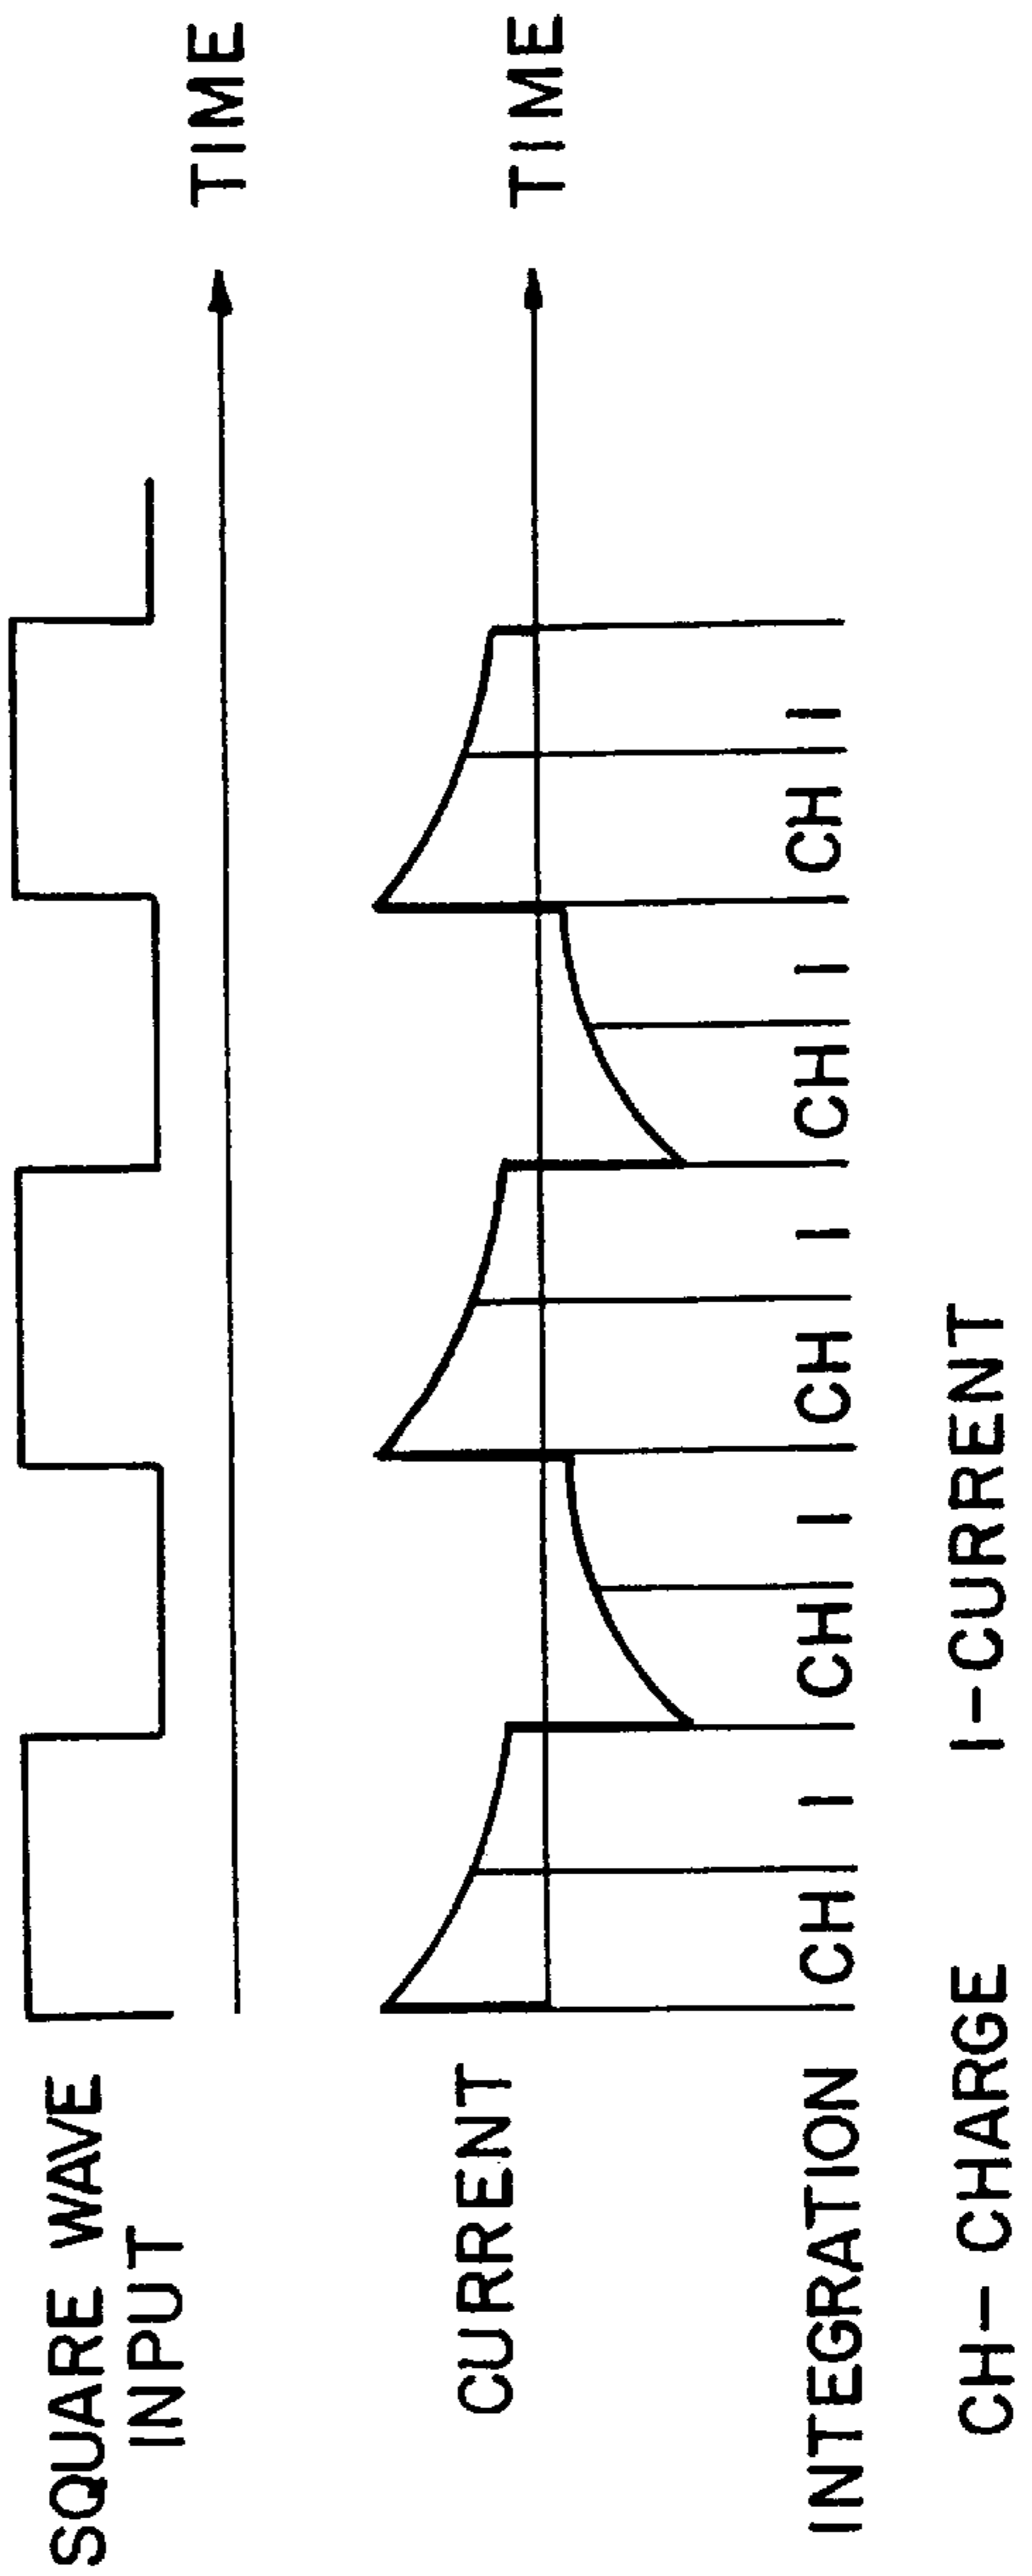 SQUARE WAVE
INPUT
TIME
CURRENT
TIME
INTEGRATION
CH I CH I CH I CH I CH I
CH- CHARGE
I-CURRENT